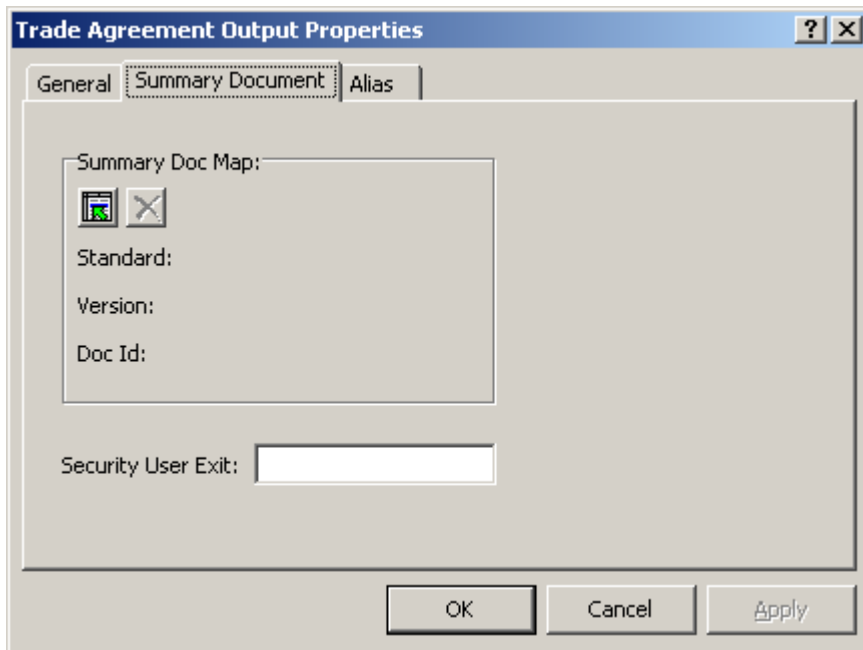 Trade Agreement Output Properties
General Summary Document Alias
Summary Doc Map:
Standard:
Version:
Doc Id:
Security User Exit:
OK Cancel Apply